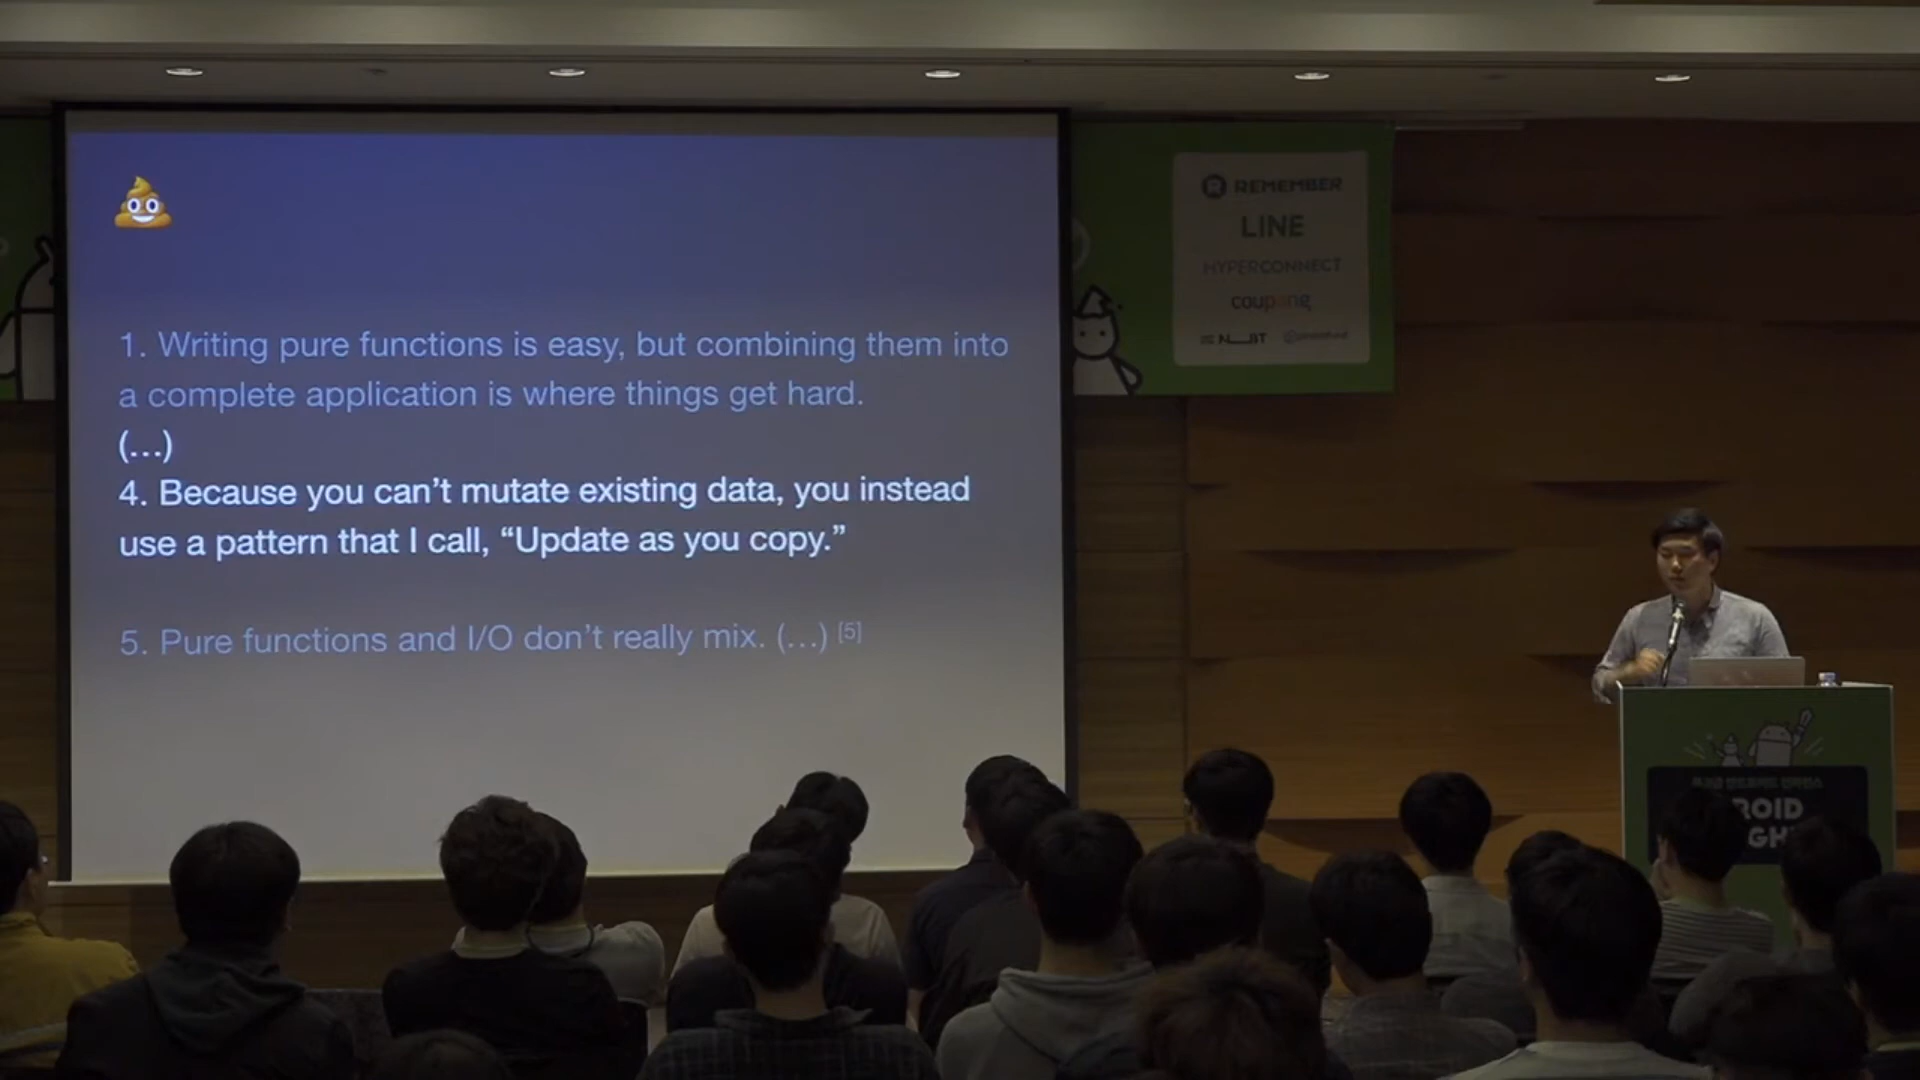 1. Writing pure functions is easy, but combining them into
a complete application is where things get hard.
(…)
4. Because you can’t mutate existing data, you instead
use a pattern that I call, “Update as you copy.”
5. Pure functions and I/O don’t really mix. (…) [5]
REMEMBER
LINE
HYPERCONNECT
coupang
ROID
GH